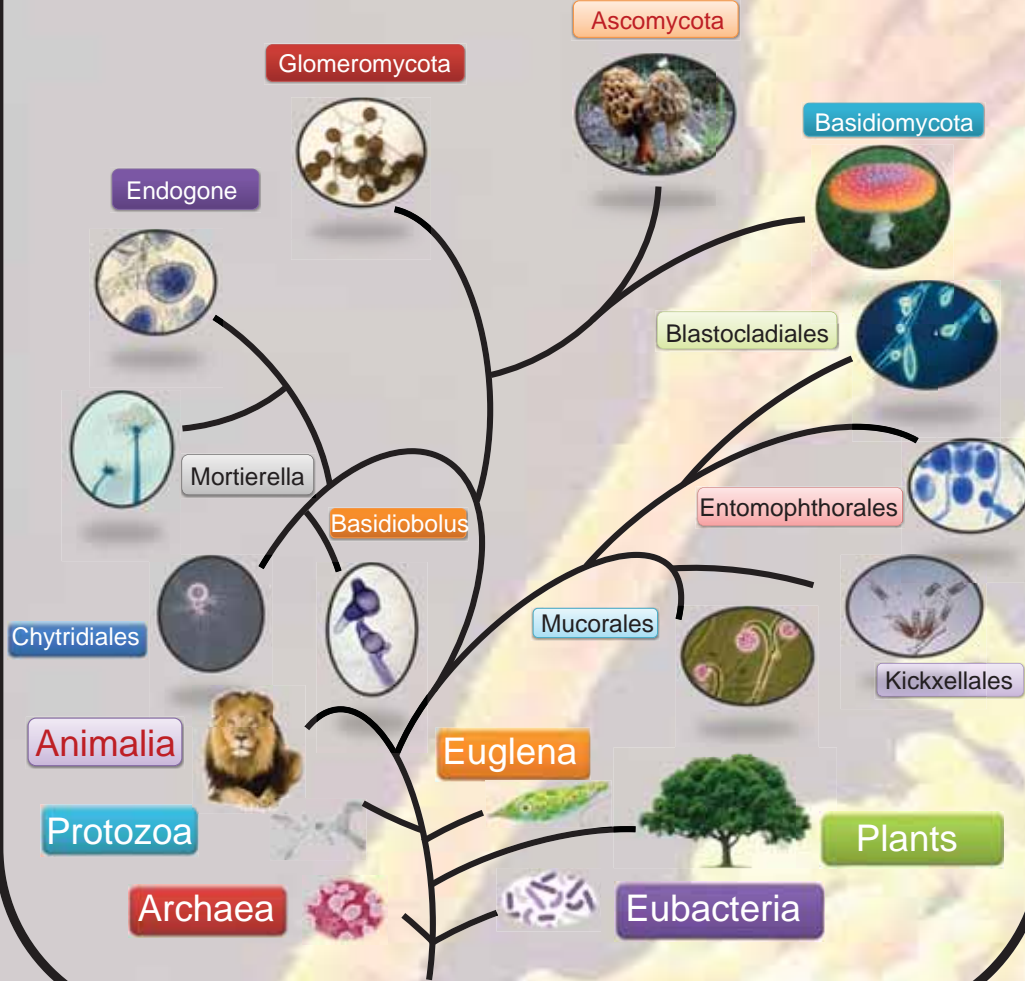 Ascomycota
Glomeromycota
Basidiomycota
Endogone
Blastocladiales
Mortierella
Entomophthorales
Basidiobolus
Mucorales
Chytridiales
Kickxellales
Animalia
Euglena
Protozoa
Plants
Archaea
Eubacteria